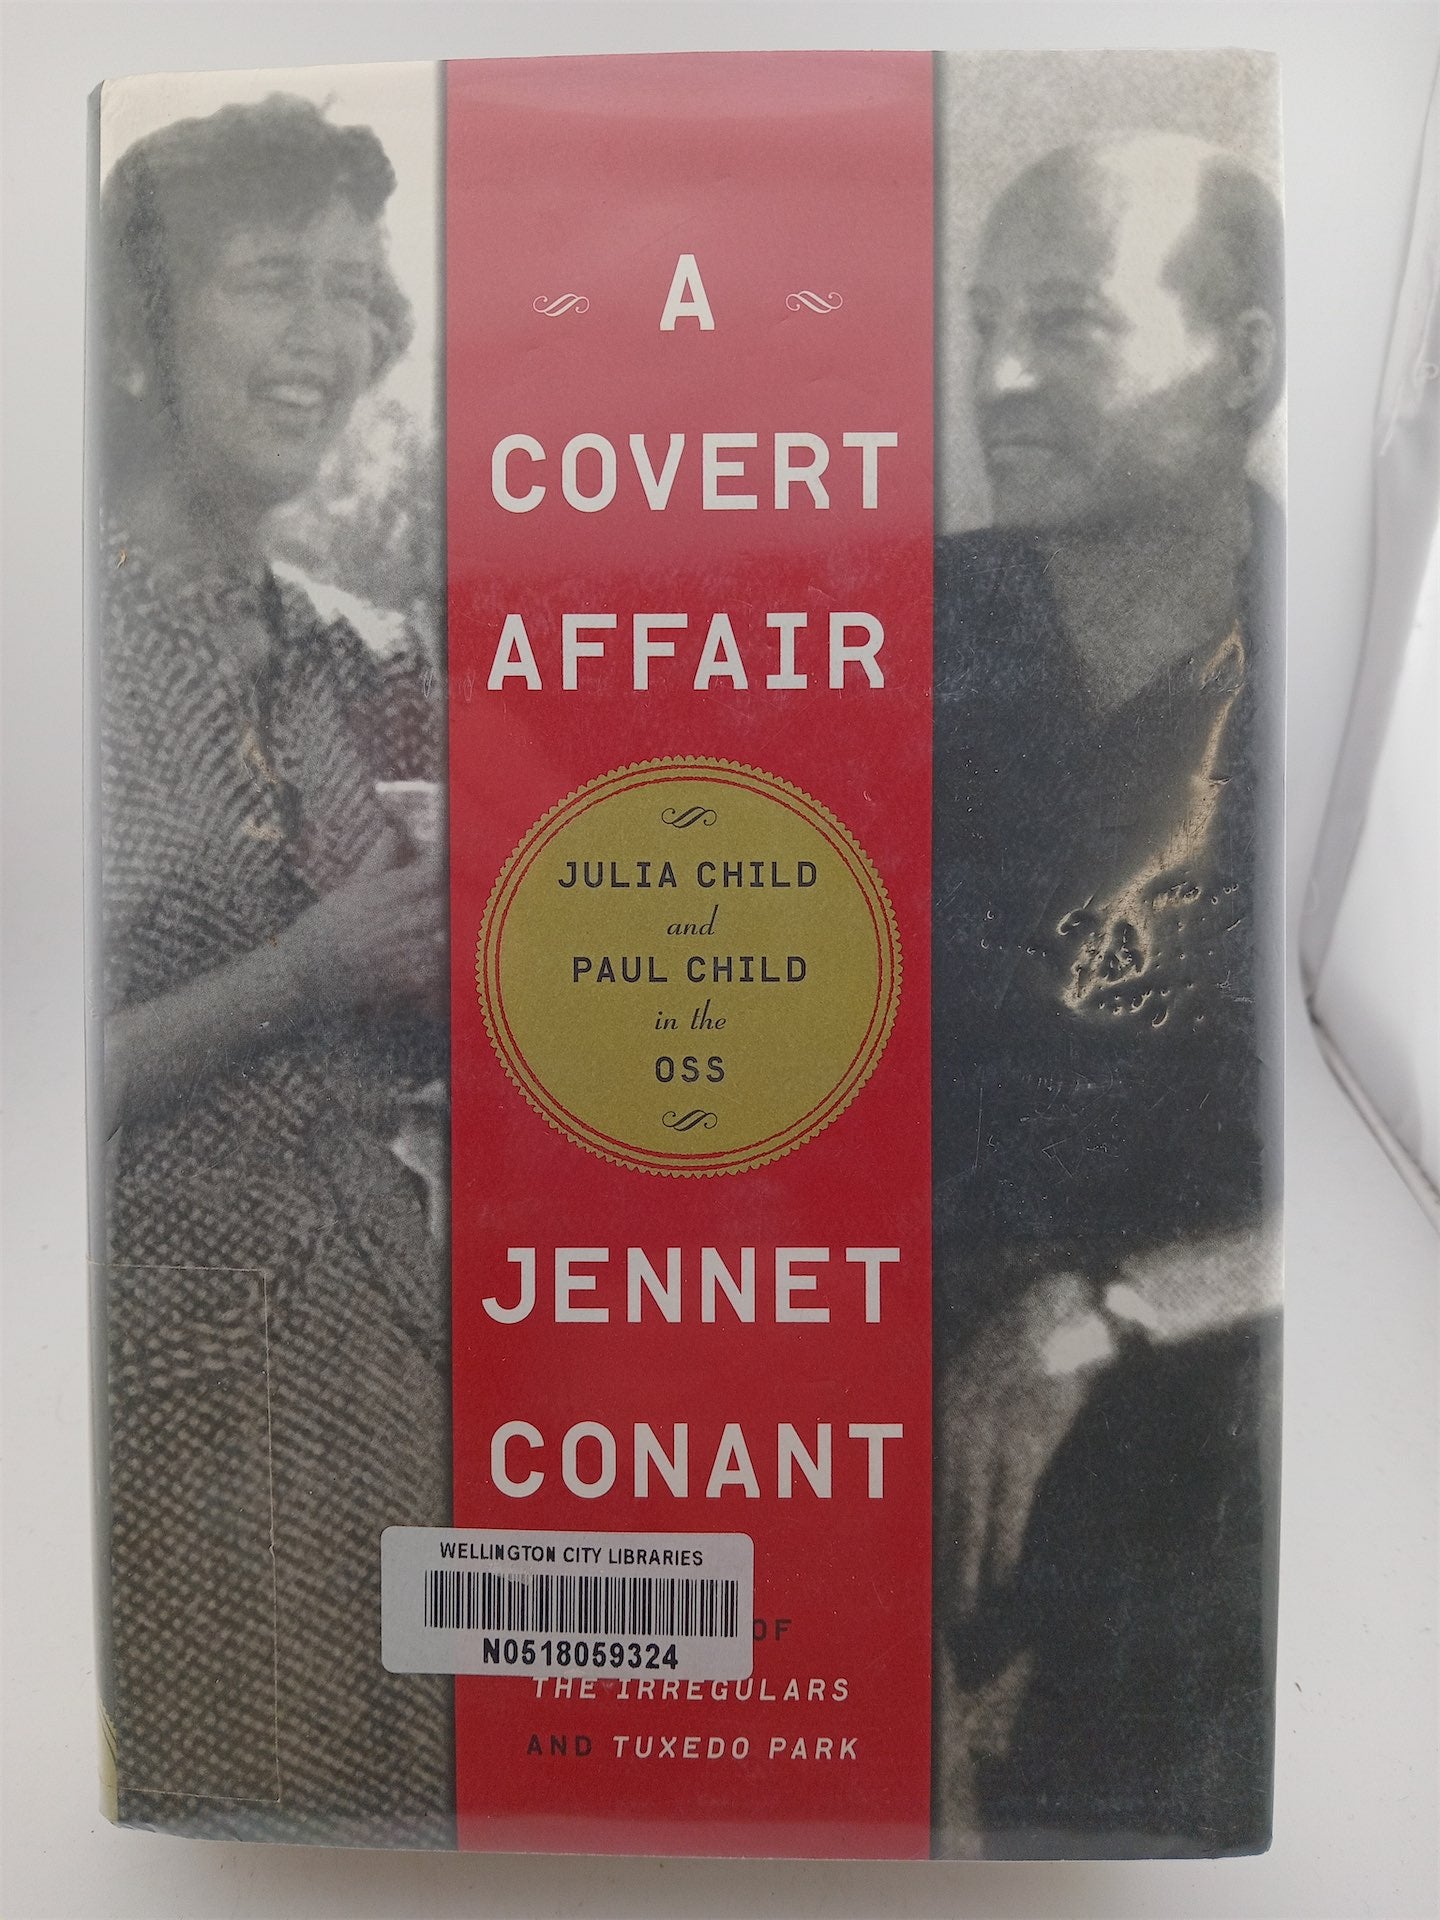 A
COVERT
AFFAIR
JULIA CHILD
and
PAUL CHILD
in the
OSS
JENNET
CONANT
WELLINGTON CITY LIBRARIES
N0518059324
OF
THE IRREGULARS
AND TUXEDO PARK